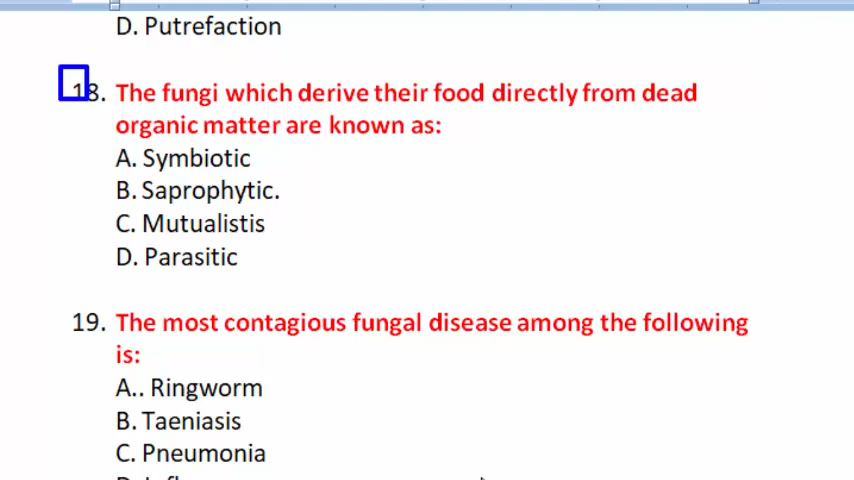 D. Putrefaction
18. The fungi which derive their food directly from dead
organic matter are known as:
A. Symbiotic
B. Saprophytic.
C. Mutualistis
D. Parasitic
19. The most contagious fungal disease among the following
is:
A.. Ringworm
B. Taeniasis
C. Pneumonia